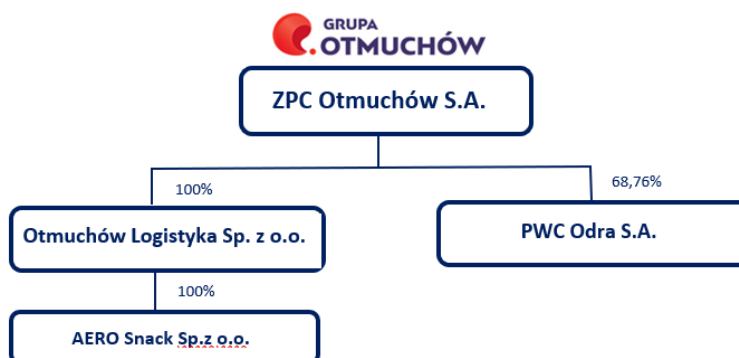 GRUPA
OTMUCHÓW
ZPC Otmuchów S.A.
100%
68,76%
Otmuchów Logistyka Sp. z o.o.
PWC Odra S.A.
100%
AERO Snack Sp.z o.o.